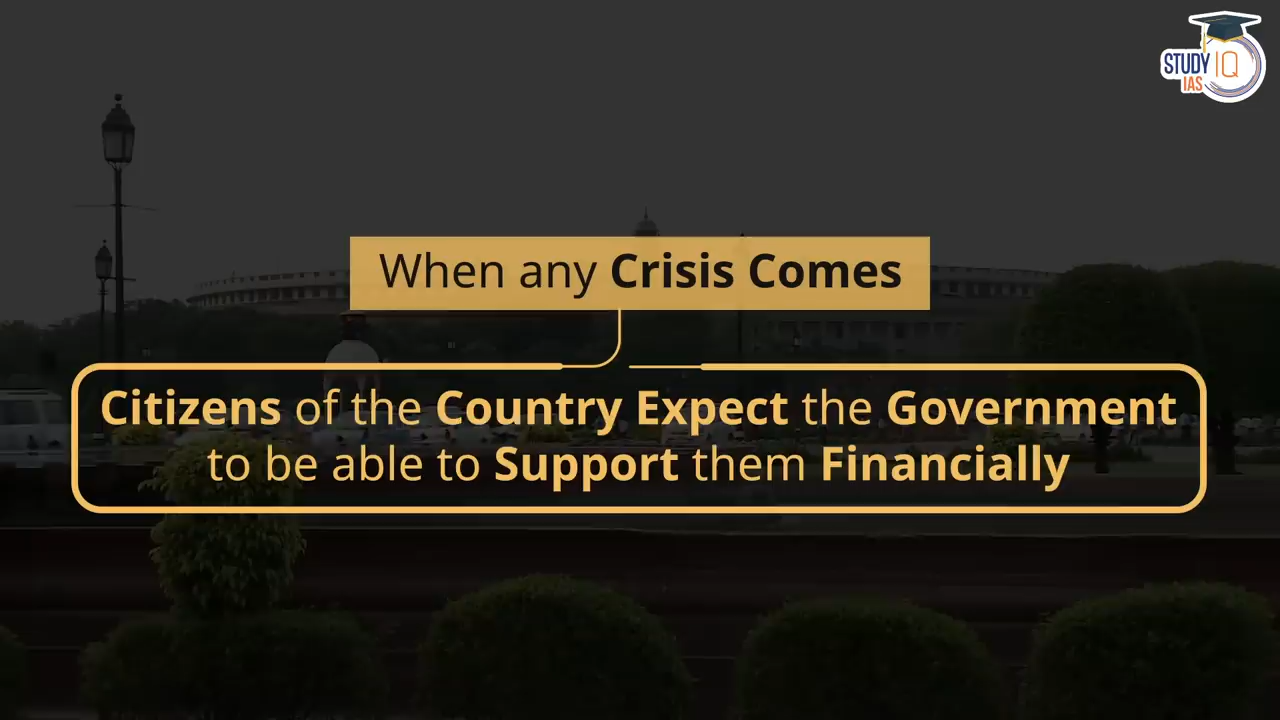 STUDY IQ
IAS
When any Crisis Comes
Citizens of the Country Expect the Government
to be able to Support them Financially